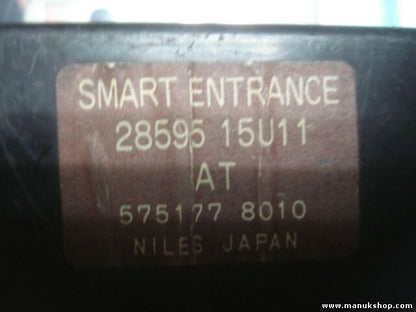 SMART ENTRANCE
28595 15U11
AT
575177 8010
NILES JAPAN
www.manukshop.com